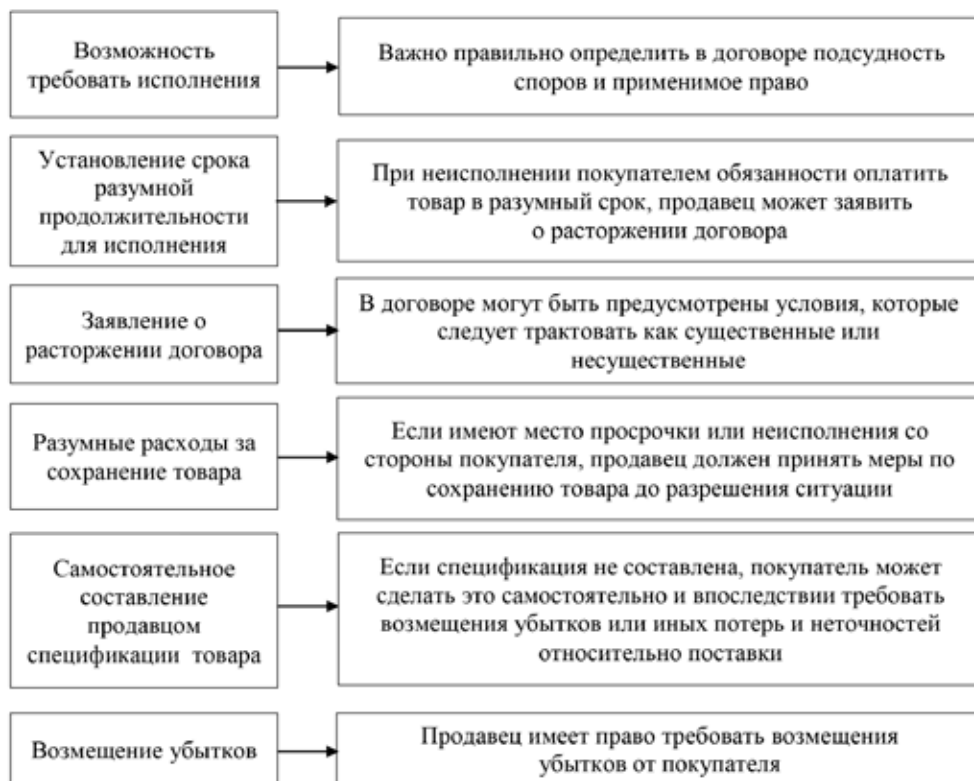 Возможность
требовать исполнения
Важно правильно определить в договоре подсудность
споров и применимое право
Установление срока
разумной
продолжительности
для исполнения
При неисполнении покупателем обязанности оплатить
товар в разумный срок, продавец может заявить
о расторжении договора
Заявление о
расторжении договора
В договоре могут быть предусмотрены условия, которые
следует трактовать как существенные или
несущественные
Разумные расходы за
сохранение товара
Если имеют место просрочки или неисполнения со
стороны покупателя, продавец должен принять меры по
сохранению товара до разрешения ситуации
Самостоятельное
составление
продавцом
спецификации товара
Если спецификация не составлена, покупатель может
сделать это самостоятельно и впоследствии требовать
возмещения убытков или иных потерь и неточностей
относительно поставки
Возмещение убытков
Продавец имеет право требовать возмещения
убытков от покупателя